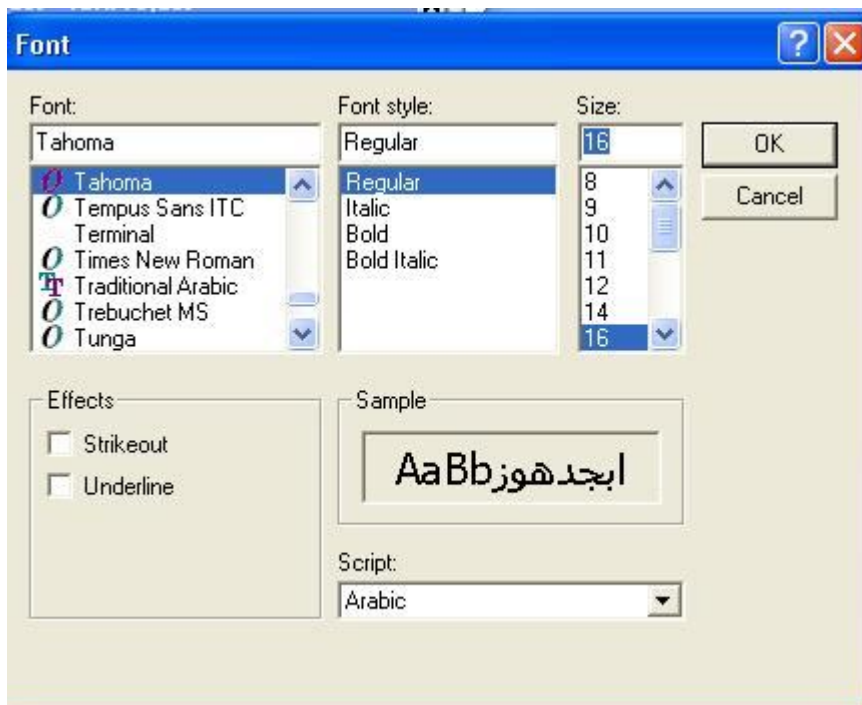 Font
Font:
Tahoma
Tahoma
Tempus Sans ITC
Terminal
Times New Roman
Traditional Arabic
Trebuchet MS
Tunga
Font style:
Regular
Regular
Italic
Bold
Bold Italic
Size:
16
8
9
10
11
12
14
16
OK
Cancel
Effects
Strikeout
Underline
Sample
AaBbابجدهوز
Script:
Arabic